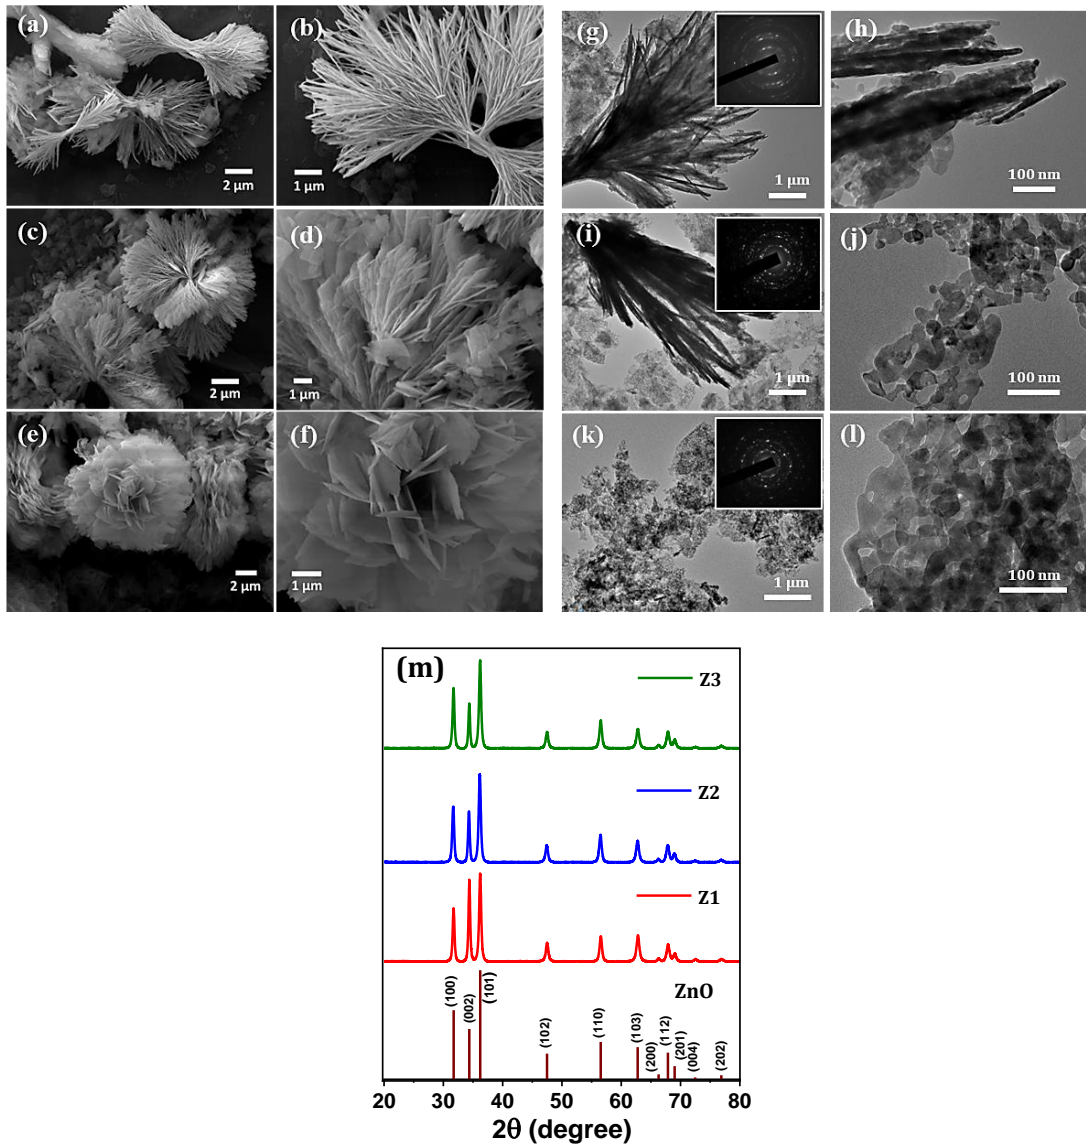 (a)
2 μm
(b)
1 μm
(g)
1 μm
(h)
100 nm
(c)
2 μm
(d)
1 μm
(i)
1 μm
(j)
100 nm
(e)
2 μm
(f)
1 μm
(k)
1 μm
(l)
100 nm
(m)
Z3
Z2
Z1
ZnO
(100)
(002)
(101)
(102)
(110)
(103)
(200)
(112)
(201)
(004)
(202)
20 30 40 50 60 70 80
2θ (degree)